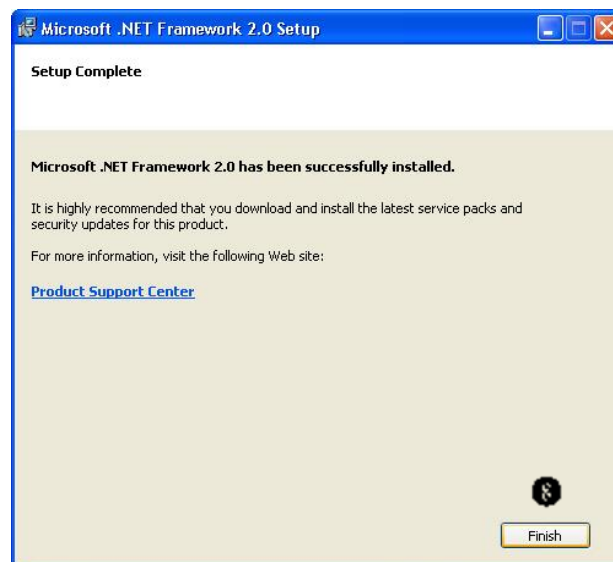 Microsoft .NET Framework 2.0 Setup
Setup Complete
Microsoft .NET Framework 2.0 has been successfully installed.
It is highly recommended that you download and install the latest service packs and
security updates for this product.
For more information, visit the following Web site:
Product Support Center
8
Finish